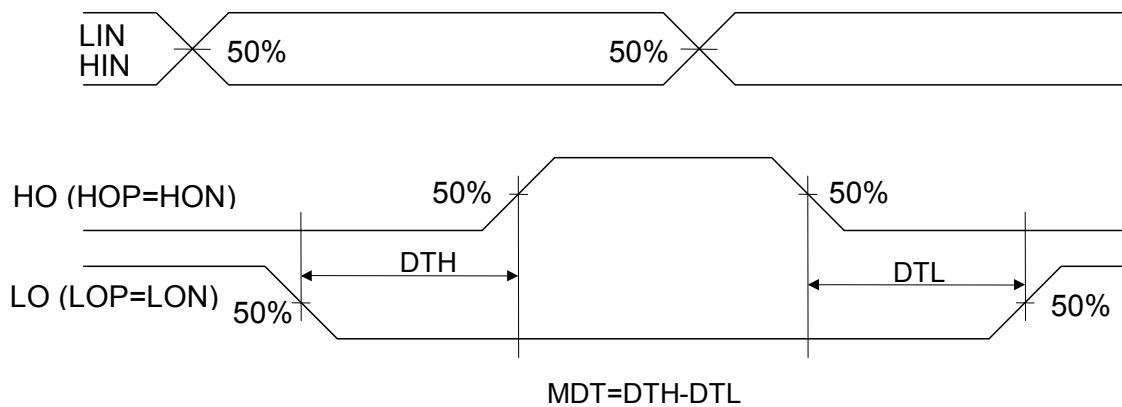 LIN
HIN
50%
50%
HO (HOP=HON)
50%
50%
DTH
DTL
LO (LOP=LON)
50%
50%
MDT=DTH-DTL